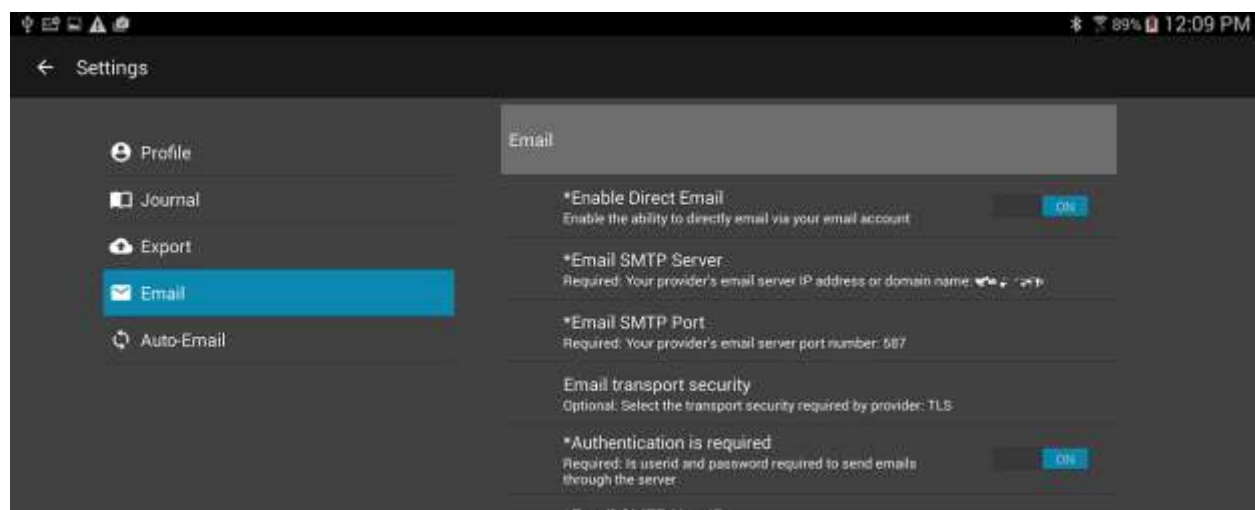 89% 12:09 PM
Settings
Profile
Journal
Export
Email
Auto-Email
Email
*Enable Direct Email
Enable the ability to directly email via your email account
ON
*Email SMTP Server
Required: Your provider's email server IP address or domain name:
*Email SMTP Port
Required: Your provider's email server port number: 587
Email transport security
Optional: Select the transport security required by provider: TLS
*Authentication is required
Required: Is userid and password required to send emails
through the server
ON